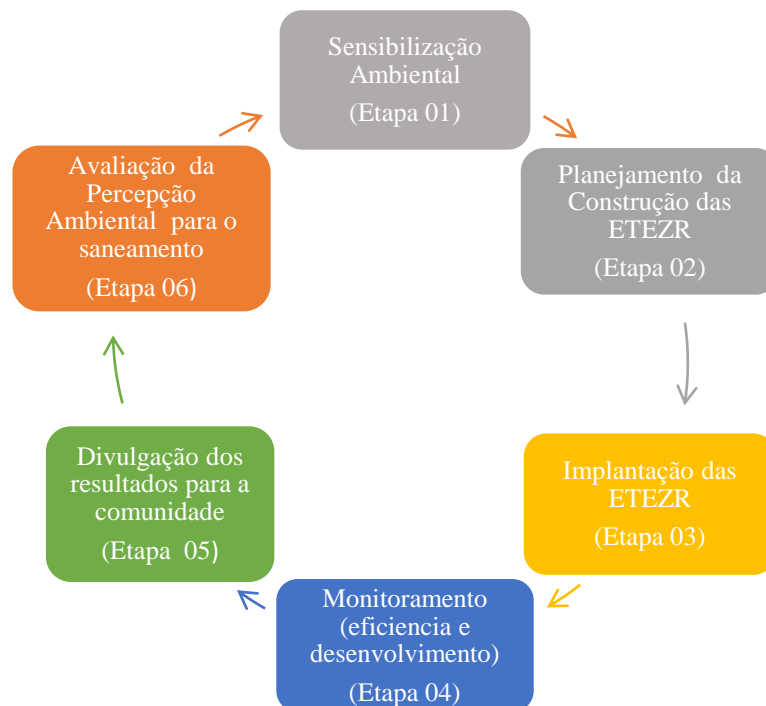 Sensibilização
Ambiental
(Etapa 01)
Planejamento da
Construção das
ETEZR
(Etapa 02)
Implantação das
ETEZR
(Etapa 03)
Monitoramento
(eficiencia e
desenvolvimento)
(Etapa 04)
Divulgação dos
resultados para a
comunidade
(Etapa 05)
Avaliação da
Percepção
Ambiental para o
saneamento
(Etapa 06)